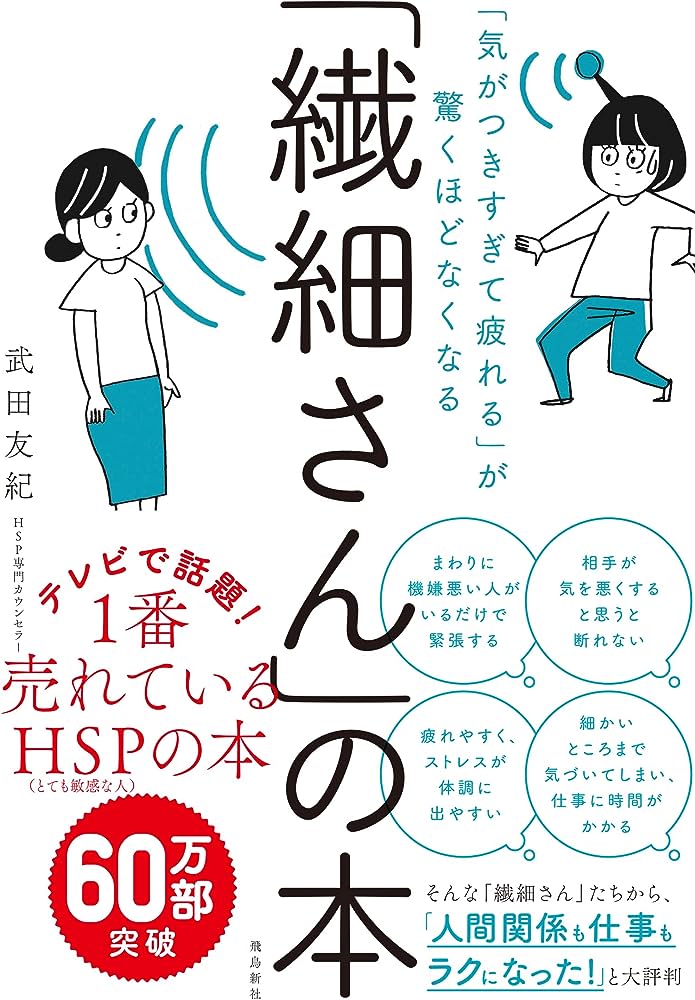 「気がつきすぎて疲れる」が
驚くほどなくなる
「繊細さん」の本
武田友紀
HSP専門カウンセラー
テレビで話題!
1番
売れている
HSPの本
(とても敏感な人)
60万部
突破
まわりに
機嫌悪い人が
いるだけで
緊張する
相手が
気を悪くする
と思うと
断れない
疲れやすく、
ストレスが
体調に
出やすい
細かい
ところまで
気づいてしまい、
仕事に時間が
かかる
そんな「繊細さん」たちから、
「人間関係も仕事も
ラクになった!」と大評判
飛鳥新社